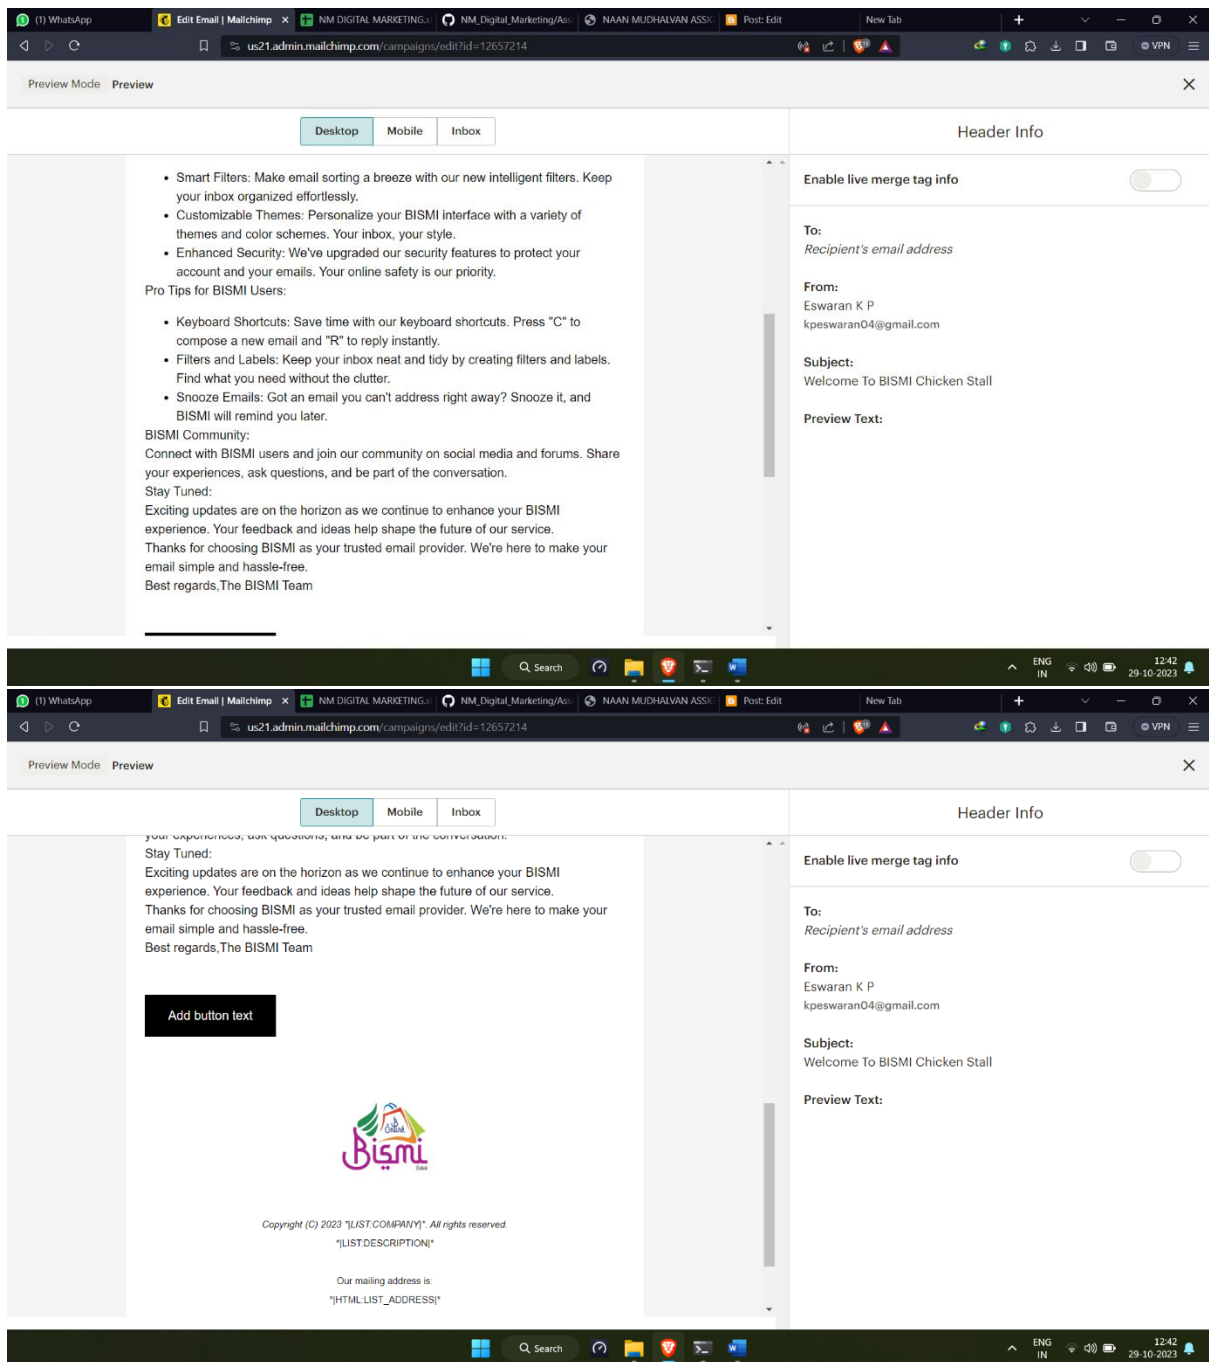 (1) WhatsApp
Edit Email | Mailchimp
NM DIGITAL MARKETING.x
NM_Digital_Marketing/Ass
NAAN MUDHALVAN ASSIG
Post: Edit
New Tab
us21.admin.mailchimp.com/campaigns/edit?id=12657214
VPN
Preview Mode Preview
Desktop Mobile Inbox
Header Info
• Smart Filters: Make email sorting a breeze with our new intelligent filters. Keep
your inbox organized effortlessly.
• Customizable Themes: Personalize your BISMI interface with a variety of
themes and color schemes. Your inbox, your style.
• Enhanced Security: We've upgraded our security features to protect your
account and your emails. Your online safety is our priority.
Pro Tips for BISMI Users:
• Keyboard Shortcuts: Save time with our keyboard shortcuts. Press "C" to
compose a new email and "R" to reply instantly.
• Filters and Labels: Keep your inbox neat and tidy by creating filters and labels.
Find what you need without the clutter.
• Snooze Emails: Got an email you can't address right away? Snooze it, and
BISMI will remind you later.
BISMI Community:
Connect with BISMI users and join our community on social media and forums. Share
your experiences, ask questions, and be part of the conversation.
Stay Tuned:
Exciting updates are on the horizon as we continue to enhance your BISMI
experience. Your feedback and ideas help shape the future of our service.
Thanks for choosing BISMI as your trusted email provider. We're here to make your
email simple and hassle-free.
Best regards,The BISMI Team
Enable live merge tag info
To:
Recipient's email address
From:
Eswaran K P
kpeswaran04@gmail.com
Subject:
Welcome To BISMI Chicken Stall
Preview Text:
Search
ENG
IN
12:42
29-10-2023
(1) WhatsApp
Edit Email | Mailchimp
NM DIGITAL MARKETING.x
NM_Digital_Marketing/Ass
NAAN MUDHALVAN ASSIG
Post: Edit
New Tab
us21.admin.mailchimp.com/campaigns/edit?id=12657214
VPN
Preview Mode Preview
Desktop Mobile Inbox
Header Info
your experiences, ask questions, and be part of the conversation.
Stay Tuned:
Exciting updates are on the horizon as we continue to enhance your BISMI
experience. Your feedback and ideas help shape the future of our service.
Thanks for choosing BISMI as your trusted email provider. We're here to make your
email simple and hassle-free.
Best regards,The BISMI Team
Add button text
Online
Bismi
Copyright (C) 2023 *|LIST:COMPANY|*. All rights reserved.
*|LIST:DESCRIPTION|*
Our mailing address is:
*|HTML:LIST_ADDRESS|*
Enable live merge tag info
To:
Recipient's email address
From:
Eswaran K P
kpeswaran04@gmail.com
Subject:
Welcome To BISMI Chicken Stall
Preview Text:
Search
ENG
IN
12:42
29-10-2023